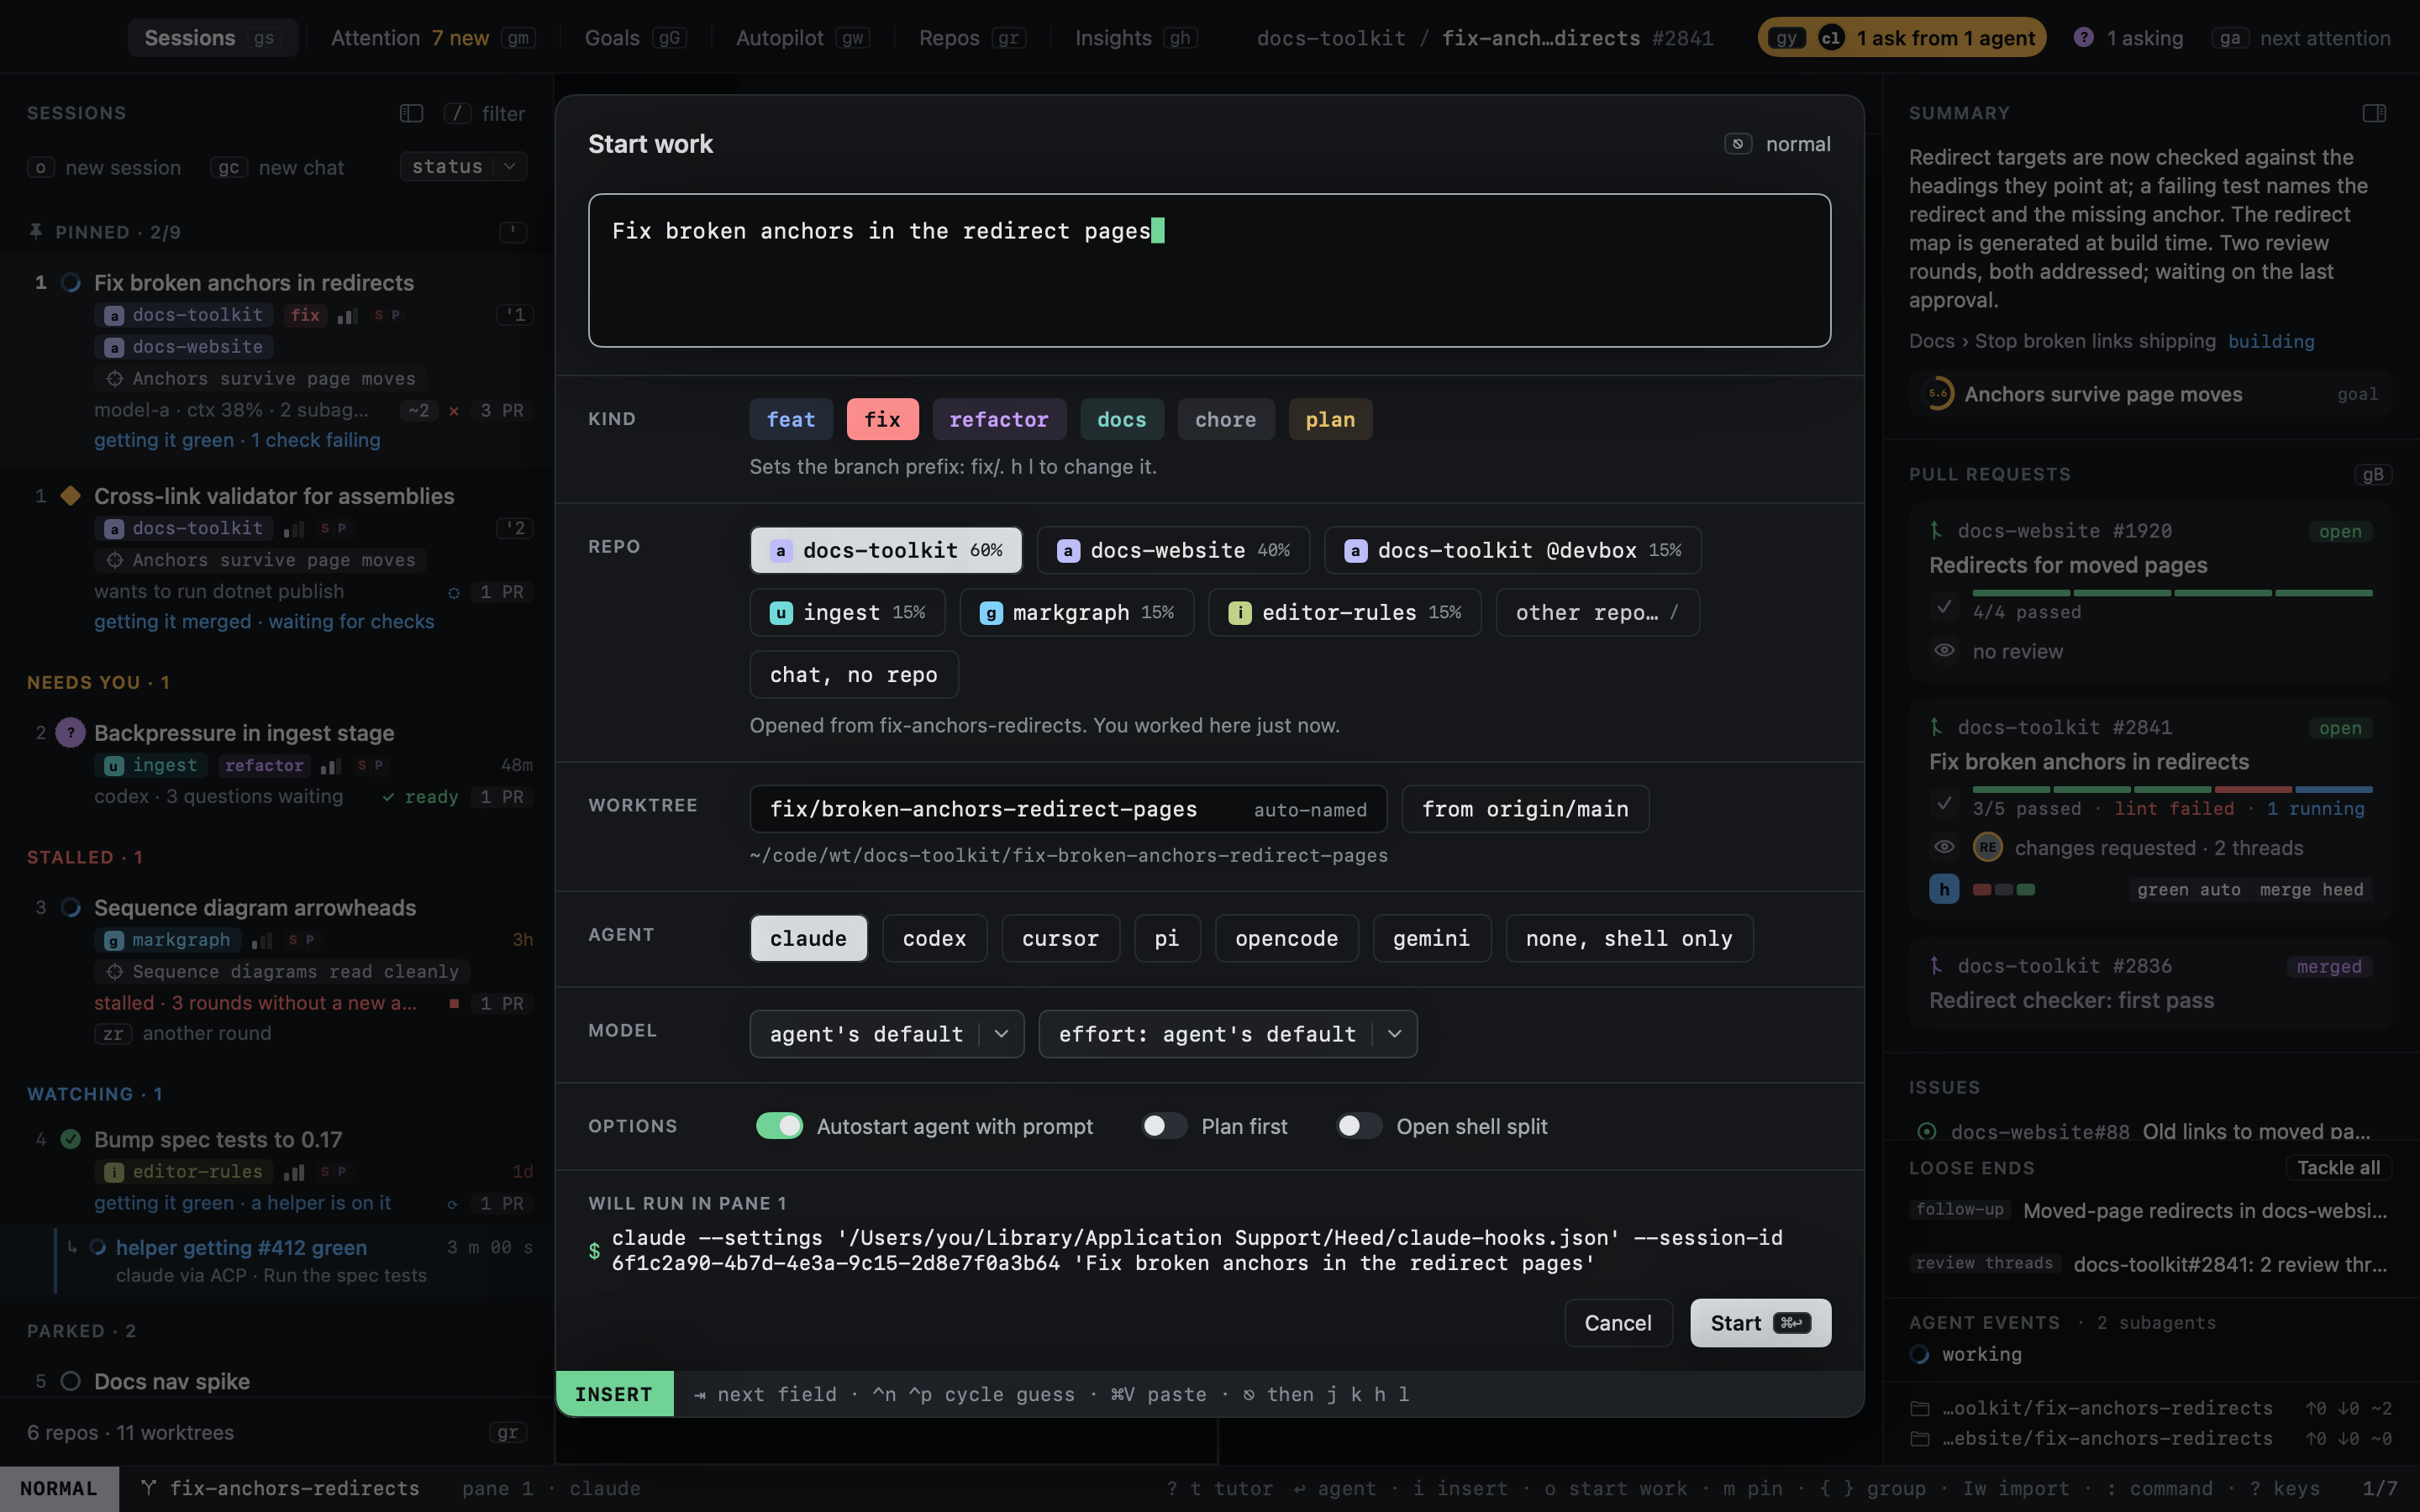 Sessions gs
Attention 7 new gm
Goals gG
Autopilot gw
Repos gr
Insights gh
docs-toolkit / fix-anch…directs #2841
gy cl 1 ask from 1 agent
? 1 asking
ga next attention
SESSIONS
/ filter
o new session gc new chat status
PINNED · 2/9 '
1 Fix broken anchors in redirects
a docs-toolkit fix S P '1
a docs-website
Anchors survive page moves
model-a · ctx 38% · 2 subag… ~2 × 3 PR
getting it green · 1 check failing
1 Cross-link validator for assemblies
a docs-toolkit S P '2
Anchors survive page moves
wants to run dotnet publish 1 PR
getting it merged · waiting for checks
NEEDS YOU · 1
2 ? Backpressure in ingest stage
u ingest refactor S P 48m
codex · 3 questions waiting ✓ ready 1 PR
STALLED · 1
3 Sequence diagram arrowheads
g markgraph S P 3h
Sequence diagrams read cleanly
stalled · 3 rounds without a new a… 1 PR
zr another round
WATCHING · 1
4 Bump spec tests to 0.17
i editor-rules S P 1d
getting it green · a helper is on it 1 PR
↳ helper getting #412 green 3 m 00 s
claude via ACP · Run the spec tests
PARKED · 2
5 Docs nav spike
6 repos · 11 worktrees gr
Start work
normal
Fix broken anchors in the redirect pages
KIND
feat fix refactor docs chore plan
Sets the branch prefix: fix/. h l to change it.
REPO
a docs-toolkit 60% a docs-website 40% a docs-toolkit @devbox 15%
u ingest 15% g markgraph 15% i editor-rules 15% other repo… /
chat, no repo
Opened from fix-anchors-redirects. You worked here just now.
WORKTREE
fix/broken-anchors-redirect-pages auto-named from origin/main
~/code/wt/docs-toolkit/fix-broken-anchors-redirect-pages
AGENT
claude codex cursor pi opencode gemini none, shell only
MODEL
agent's default effort: agent's default
OPTIONS
Autostart agent with prompt Plan first Open shell split
WILL RUN IN PANE 1
$ claude --settings '/Users/you/Library/Application Support/Heed/claude-hooks.json' --session-id
6f1c2a90-4b7d-4e3a-9c15-2d8e7f0a3b64 'Fix broken anchors in the redirect pages'
Cancel Start ⌘↩
INSERT ⇥ next field · ^n ^p cycle guess · ⌘V paste · ⎋ then j k h l
SUMMARY
Redirect targets are now checked against the
headings they point at; a failing test names the
redirect and the missing anchor. The redirect
map is generated at build time. Two review
rounds, both addressed; waiting on the last
approval.
Docs › Stop broken links shipping building
5.6 Anchors survive page moves goal
PULL REQUESTS gB
docs-website #1920 open
Redirects for moved pages
4/4 passed
no review
docs-toolkit #2841 open
Fix broken anchors in redirects
3/5 passed · lint failed · 1 running
RE changes requested · 2 threads
h green auto merge heed
docs-toolkit #2836 merged
Redirect checker: first pass
ISSUES
docs-website#88 Old links to moved pa…
LOOSE ENDS Tackle all
follow-up Moved-page redirects in docs-websi…
review threads docs-toolkit#2841: 2 review thr…
AGENT EVENTS · 2 subagents
working
…oolkit/fix-anchors-redirects ↑0 ↓0 ~2
…ebsite/fix-anchors-redirects ↑0 ↓0 ~0
NORMAL fix-anchors-redirects pane 1 · claude
? t tutor ↩ agent · i insert · o start work · m pin · { } group · Iw import · : command · ? keys 1/7